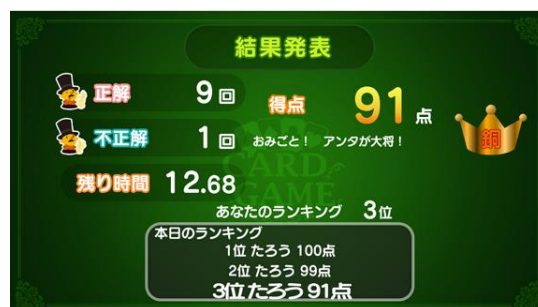 結果発表
正解 9回
得点 91点
不正解 1回
おみごと! アンタが大将!
銅
残り時間 12.68
CARD GAME
あなたのランキング 3位
本日のランキング
1位 たろう 100点
2位 たろう 99点
3位 たろう 91点